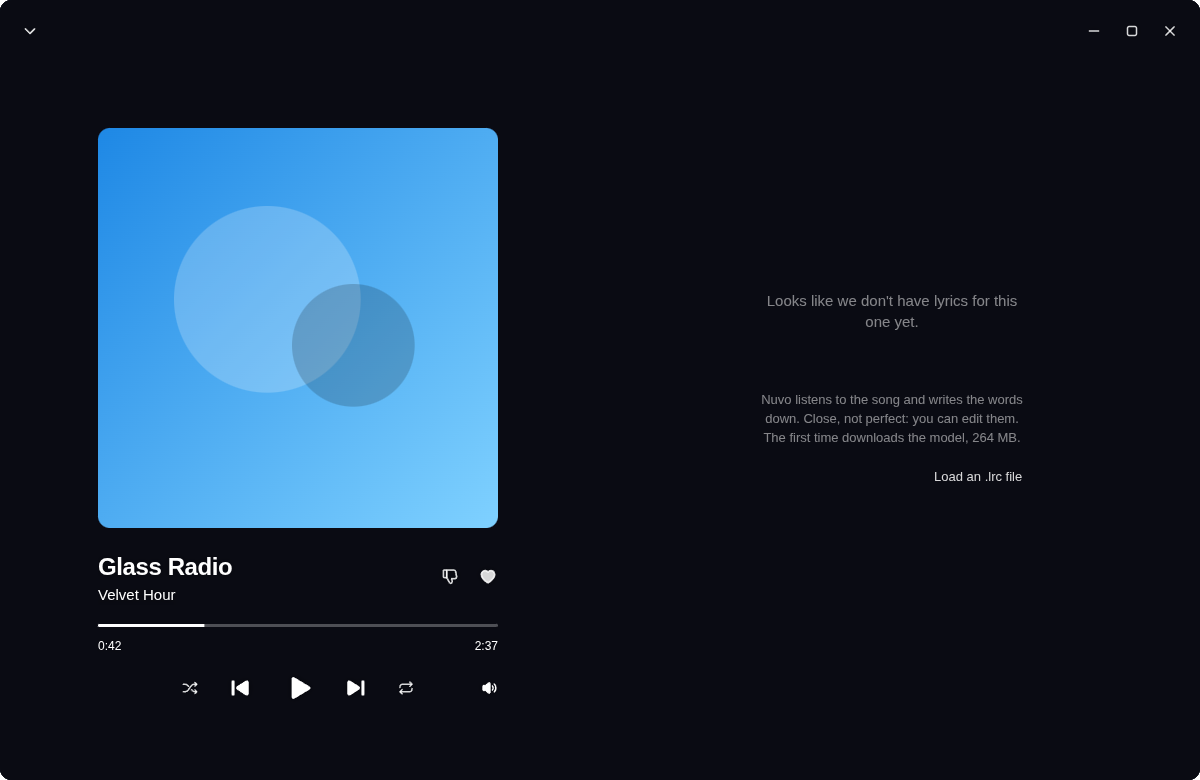 Looks like we don't have lyrics for this
one yet.
Nuvo listens to the song and writes the words
down. Close, not perfect: you can edit them.
The first time downloads the model, 264 MB.
Load an .lrc file
Glass Radio
Velvet Hour
0:42
2:37